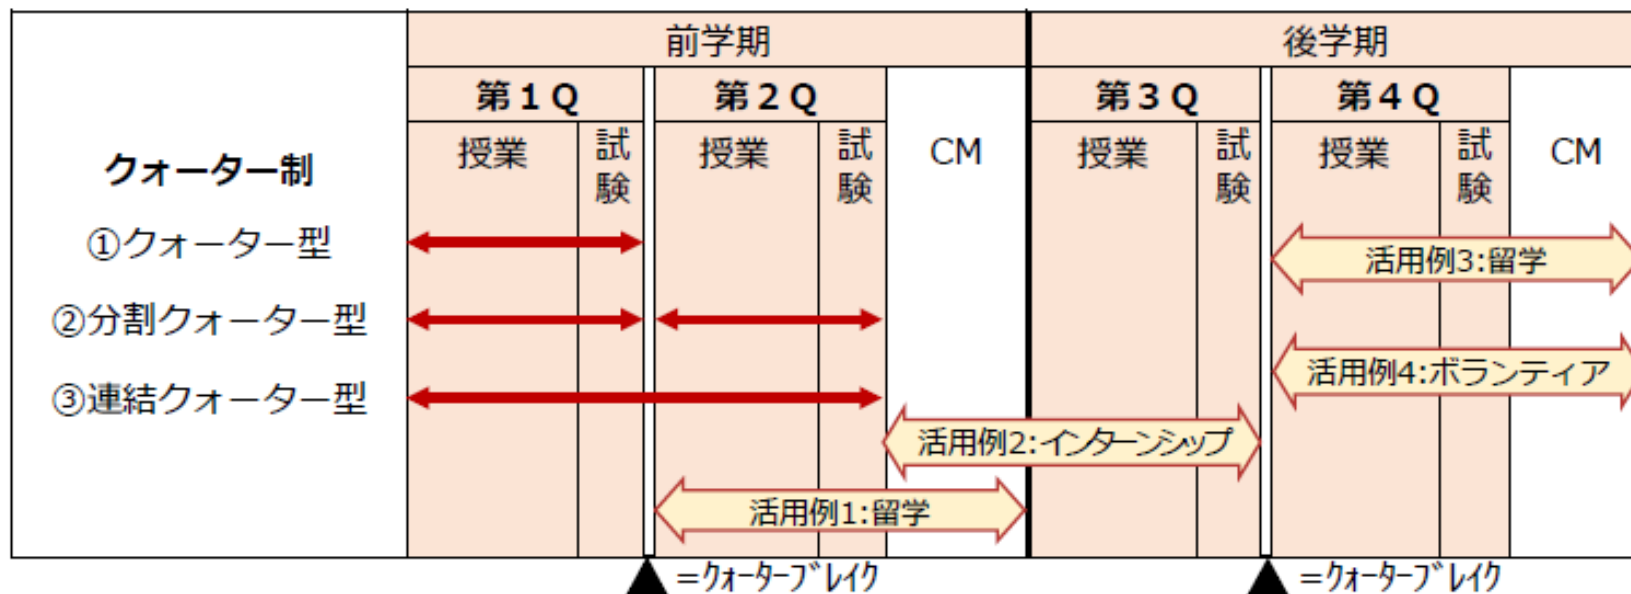 前学期 後学期
第1Q 第2Q 第3Q 第4Q
授業 試験 授業 試験 CM 授業 試験 授業 試験 CM
クォーター制
①クォーター型
活用例3:留学
②分割クォーター型
活用例4:ボランティア
③連結クォーター型
活用例2:インターンシップ
活用例1:留学
▲=クォーターブレイク ▲=クォーターブレイク